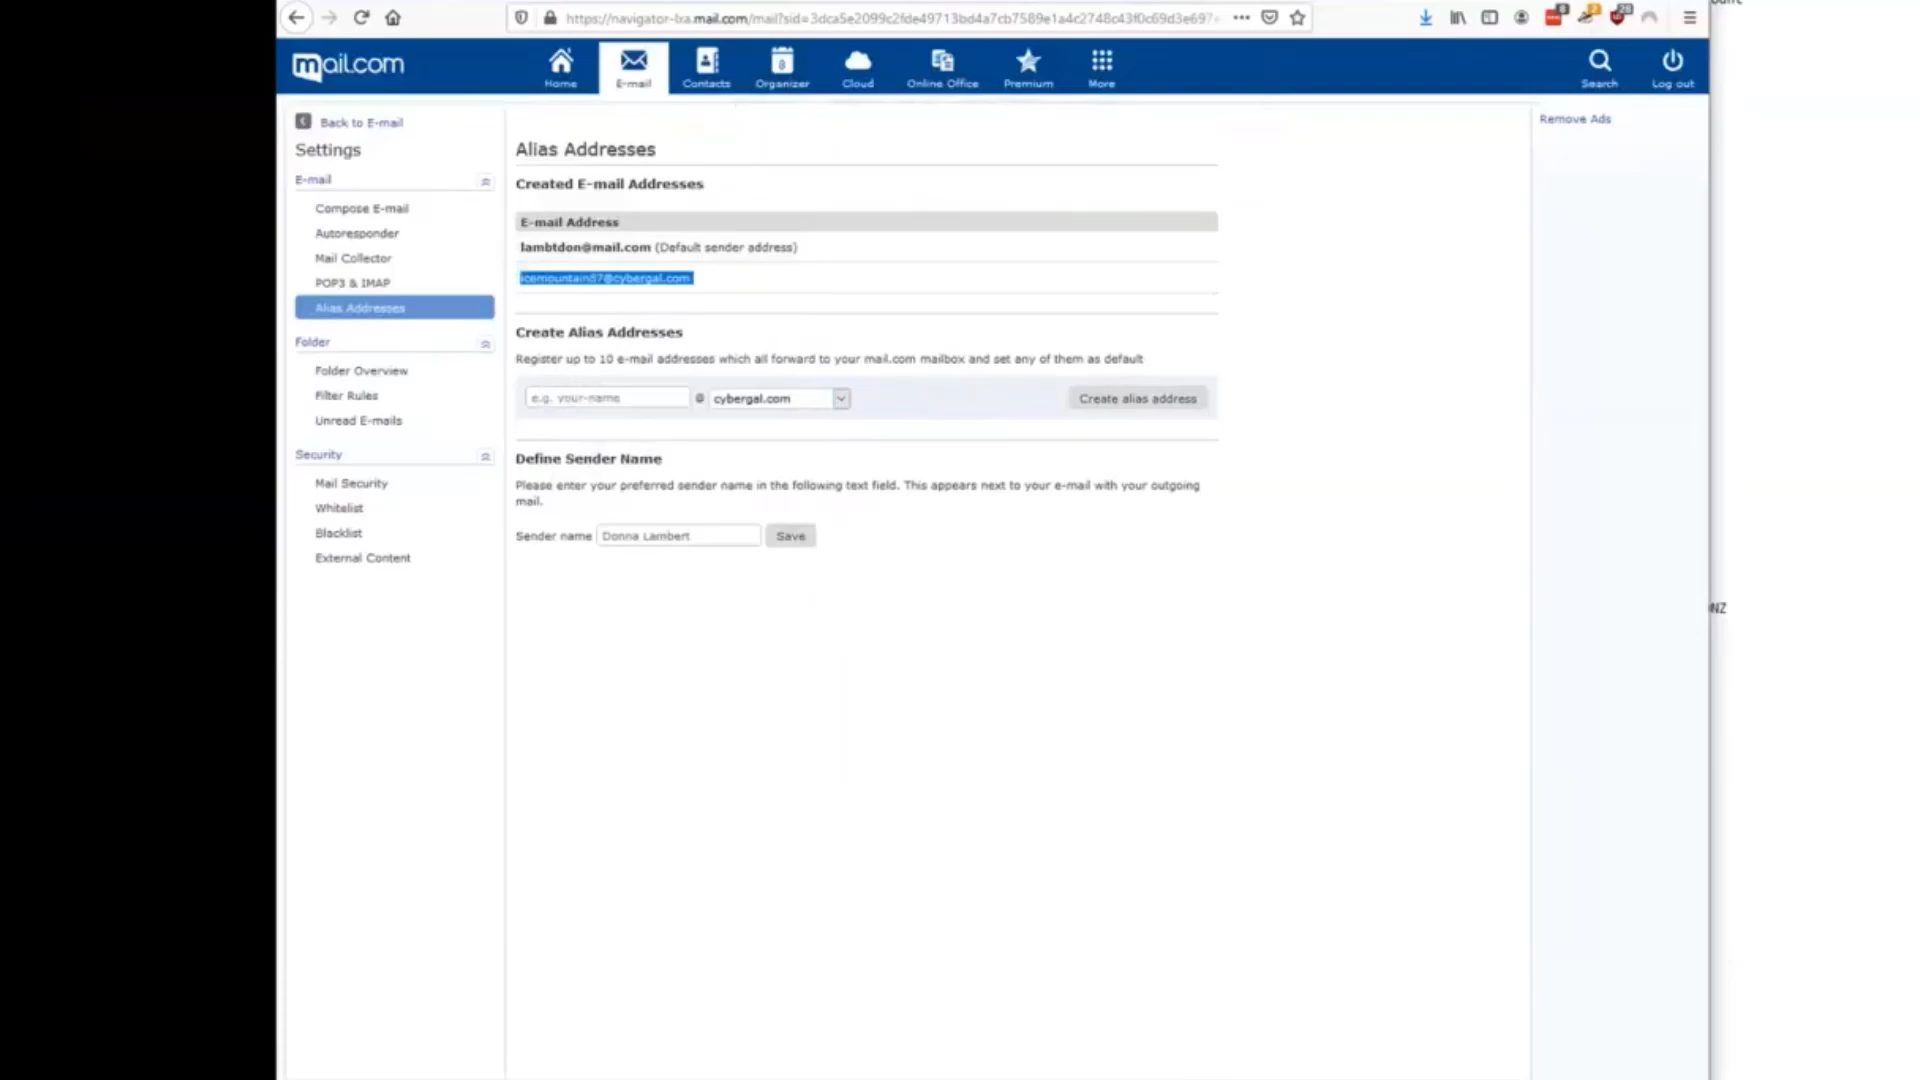 https://navigator-lxa.mail.com/mail?sid=3dca5e2099c2fde49713bd4a7cb7589e1a4c2748c43f0c69d3e697
mail.com
Home
E-mail
Contacts
Organizer
Cloud
Online Office
Premium
More
Search
Log out
Back to E-mail
Settings
E-mail
Compose E-mail
Autoresponder
Mail Collector
POP3 & IMAP
Alias Addresses
Folder
Folder Overview
Filter Rules
Unread E-mails
Security
Mail Security
Whitelist
Blacklist
External Content
Alias Addresses
Created E-mail Addresses
E-mail Address
lambtdon@mail.com (Default sender address)
icemountain87@cybergal.com
Create Alias Addresses
Register up to 10 e-mail addresses which all forward to your mail.com mailbox and set any of them as default
e.g. your-name @ cybergal.com
Create alias address
Define Sender Name
Please enter your preferred sender name in the following text field. This appears next to your e-mail with your outgoing
mail.
Sender name Donna Lambert Save
Remove Ads